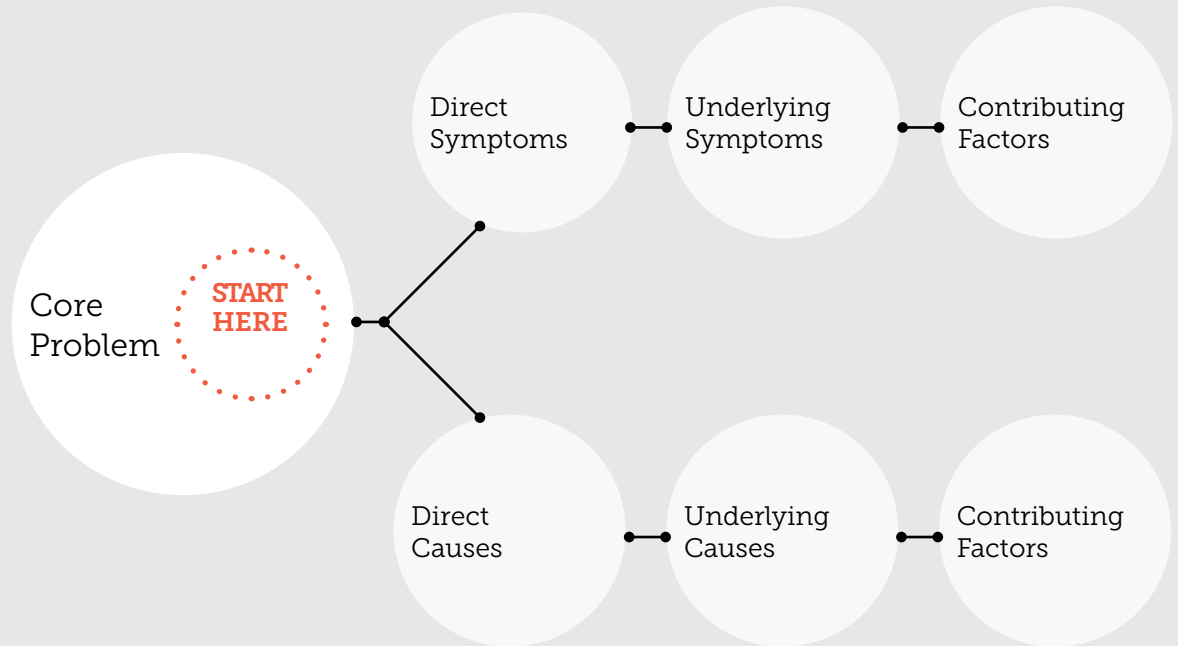 Core
Problem
START
HERE
Direct
Symptoms
Underlying
Symptoms
Contributing
Factors
Direct
Causes
Underlying
Causes
Contributing
Factors